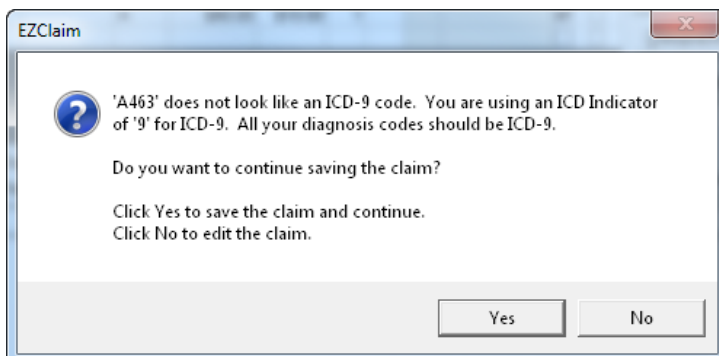 EZClaim
'A463' does not look like an ICD-9 code.  You are using an ICD Indicator
of '9' for ICD-9.  All your diagnosis codes should be ICD-9.
Do you want to continue saving the claim?
Click Yes to save the claim and continue.
Click No to edit the claim.
Yes No